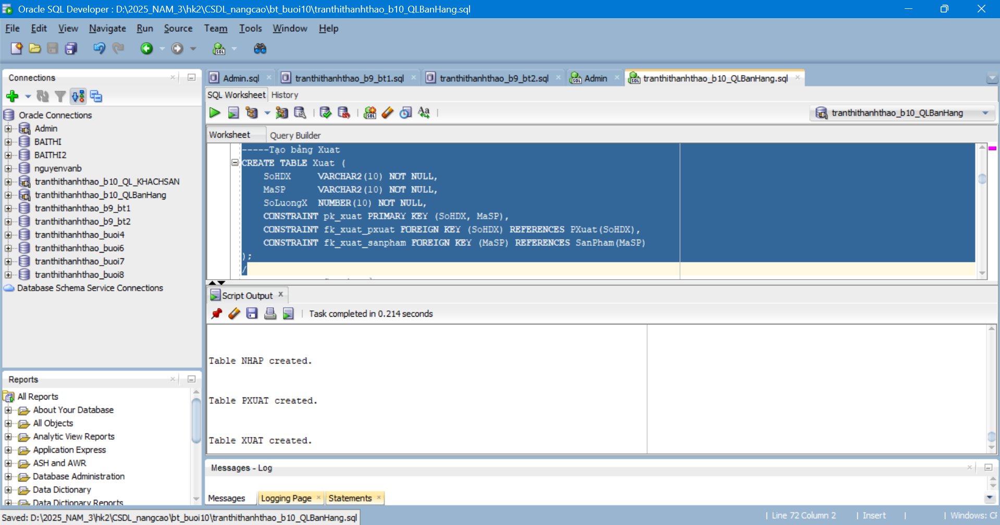 Oracle SQL Developer : D:\2025_NAM_3\hk2\CSDL_nangcao\bt_buoi10\tranthithanhthao_b10_QLBanHang.sql
File Edit View Navigate Run Source Team Tools Window Help
Connections
Oracle Connections
Admin
BAITHI
BAITHI2
nguyenvanb
tranthithanhthao_b10_QL_KHACHSAN
tranthithanhthao_b10_QLBanHang
tranthithanhthao_b9_bt1
tranthithanhthao_b9_bt2
tranthithanhthao_buoi4
tranthithanhthao_buoi6
tranthithanhthao_buoi7
tranthithanhthao_buoi8
Database Schema Service Connections
Reports
All Reports
About Your Database
All Objects
Analytic View Reports
Application Express
ASH and AWR
Database Administration
Data Dictionary
Data Dictionary Reports
Admin.sql tranthithanhthao_b9_bt1.sql tranthithanhthao_b9_bt2.sql Admin tranthithanhthao_b10_QLBanHang.sql
SQL Worksheet History
tranthithanhthao_b10_QLBanHang
Worksheet Query Builder
-----Tạo bảng Xuat
CREATE TABLE Xuat (
SoHDX VARCHAR2(10) NOT NULL,
MaSP VARCHAR2(10) NOT NULL,
SoLuongX NUMBER(10) NOT NULL,
CONSTRAINT pk_xuat PRIMARY KEY (SoHDX, MaSP),
CONSTRAINT fk_xuat_pxuat FOREIGN KEY (SoHDX) REFERENCES PXuat(SoHDX),
CONSTRAINT fk_xuat_sanpham FOREIGN KEY (MaSP) REFERENCES SanPham(MaSP)
);
/
Script Output
Task completed in 0.214 seconds
Table NHAP created.
Table PXUAT created.
Table XUAT created.
Messages - Log
Messages Logging Page Statements
Saved: D:\2025_NAM_3\hk2\CSDL_nangcao\bt_buoi10\tranthithanhthao_b10_QLBanHang.sql
Line 72 Column 2 Insert Windows: CR